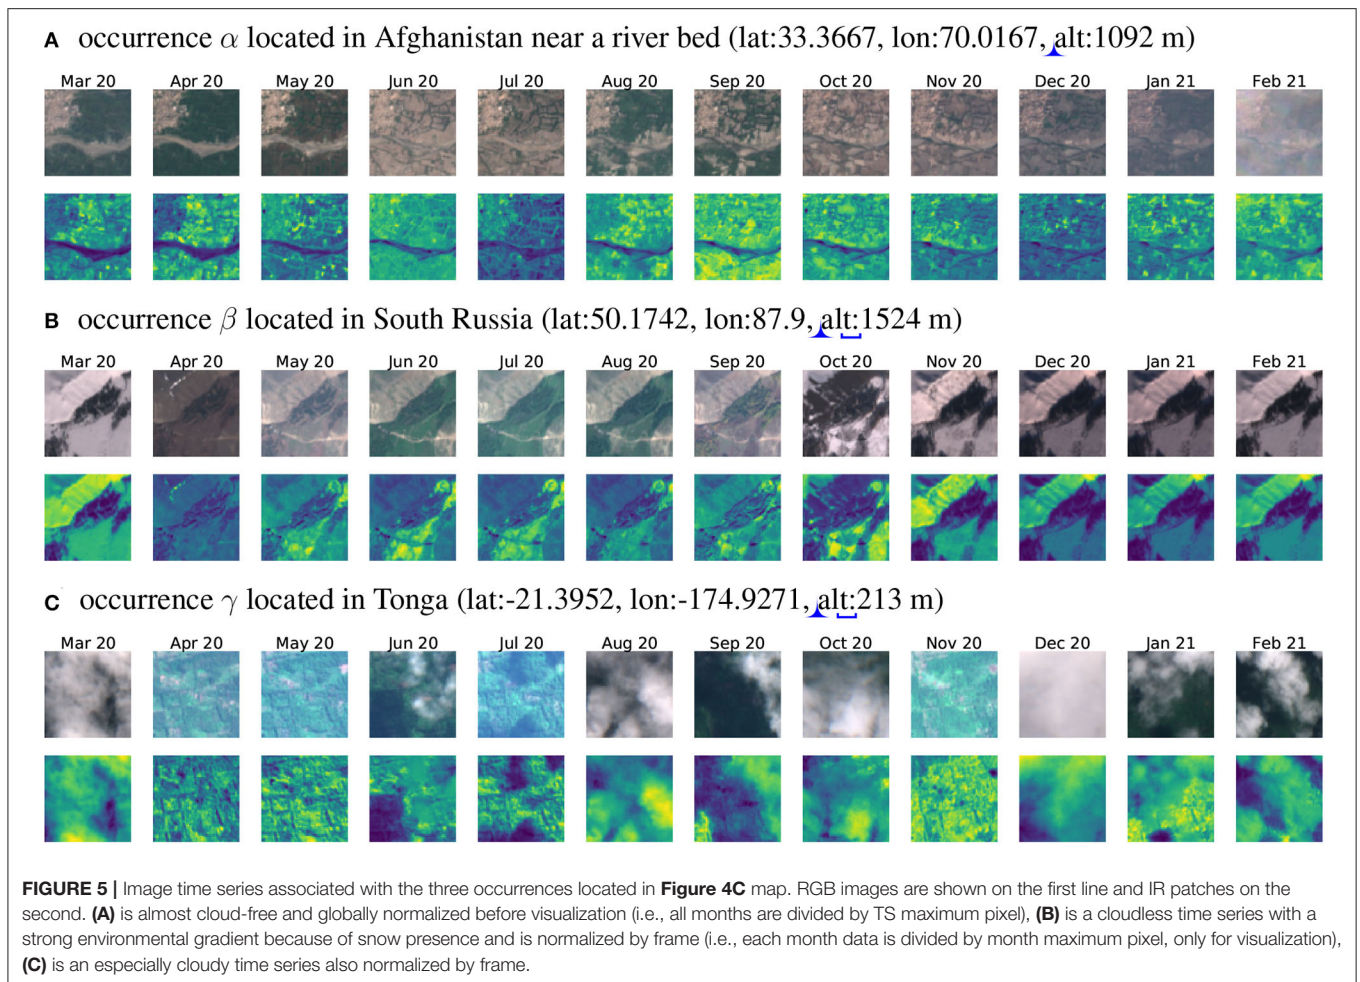 A occurrence α located in Afghanistan near a river bed (lat:33.3667, lon:70.0167, alt:1092 m)
Mar 20 Apr 20 May 20 Jun 20 Jul 20 Aug 20 Sep 20 Oct 20 Nov 20 Dec 20 Jan 21 Feb 21
B occurrence β located in South Russia (lat:50.1742, lon:87.9, alt:1524 m)
Mar 20 Apr 20 May 20 Jun 20 Jul 20 Aug 20 Sep 20 Oct 20 Nov 20 Dec 20 Jan 21 Feb 21
C occurrence γ located in Tonga (lat:-21.3952, lon:-174.9271, alt:213 m)
Mar 20 Apr 20 May 20 Jun 20 Jul 20 Aug 20 Sep 20 Oct 20 Nov 20 Dec 20 Jan 21 Feb 21
FIGURE 5 | Image time series associated with the three occurrences located in Figure 4C map. RGB images are shown on the first line and IR patches on the
second. (A) is almost cloud-free and globally normalized before visualization (i.e., all months are divided by TS maximum pixel), (B) is a cloudless time series with a
strong environmental gradient because of snow presence and is normalized by frame (i.e., each month data is divided by month maximum pixel, only for visualization),
(C) is an especially cloudy time series also normalized by frame.